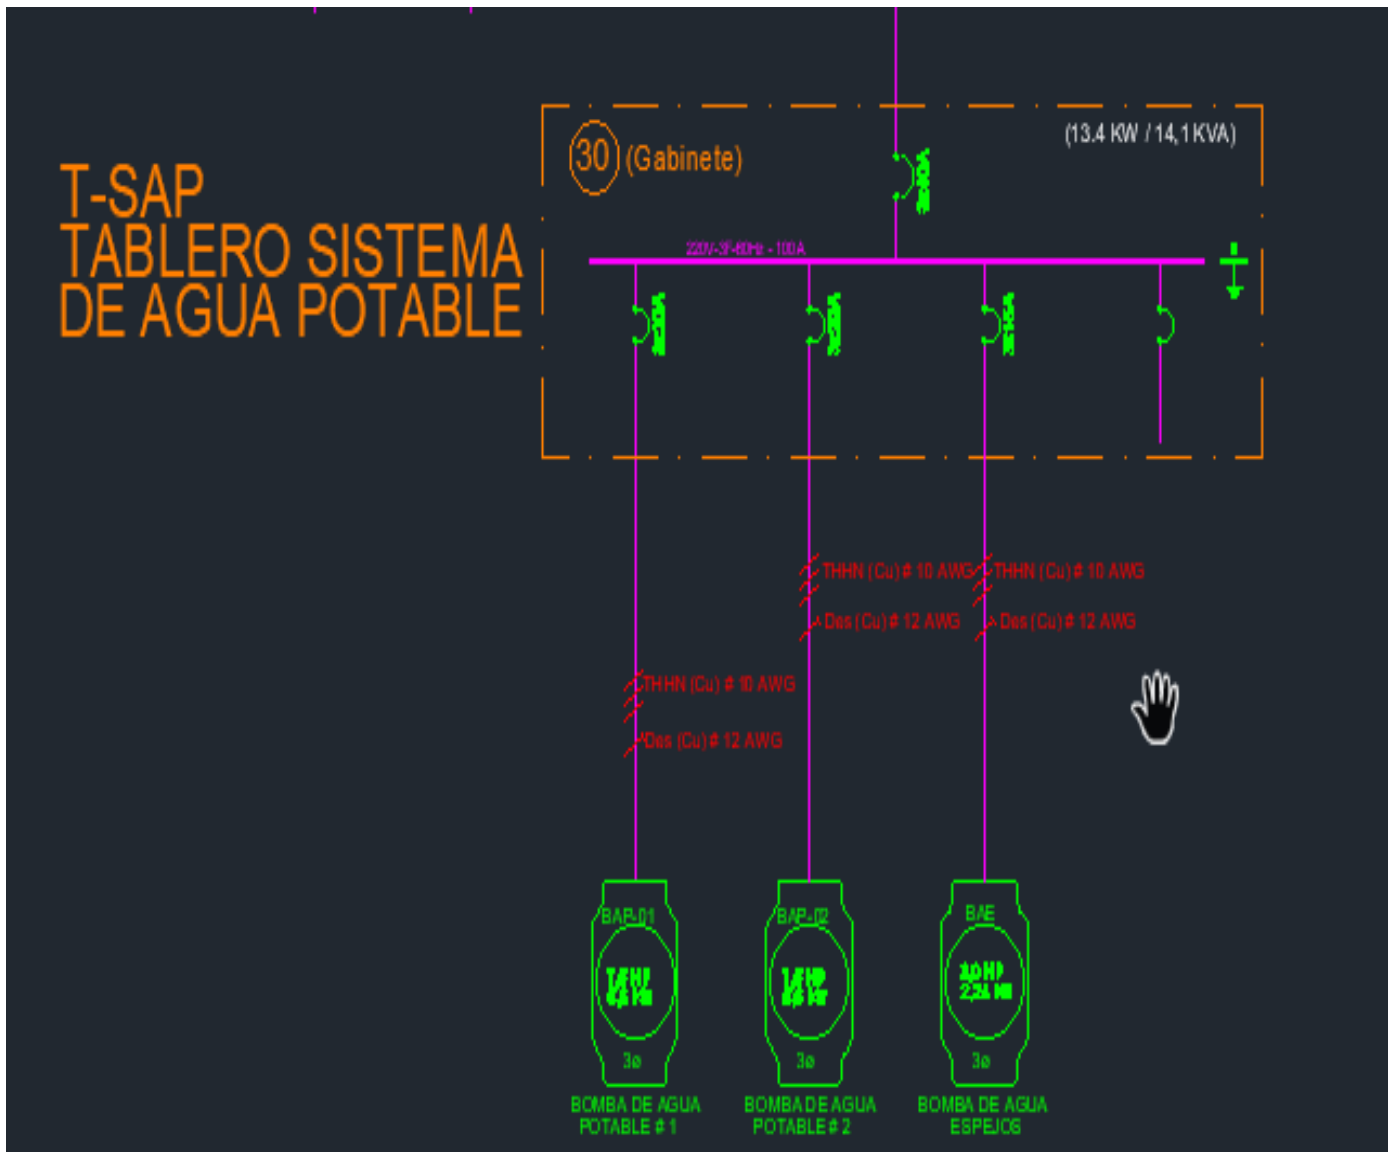 (13.4 KW / 14,1 KVA)
30 (Gabinete)
T-SAP
TABLERO SISTEMA
DE AGUA POTABLE
220V-3F-60Hz - 100A
THHN (Cu) # 10 AWG
THHN (Cu) # 10 AWG
Des (Cu) # 12 AWG
Des (Cu) # 12 AWG
THHN (Cu) # 10 AWG
Des (Cu) # 12 AWG
BAP-01
BAP-02
BAE
3,0 HP
3ø
3ø
3ø
BOMBA DE AGUA
POTABLE # 1
BOMBA DE AGUA
POTABLE # 2
BOMBA DE AGUA
ESPEJOS